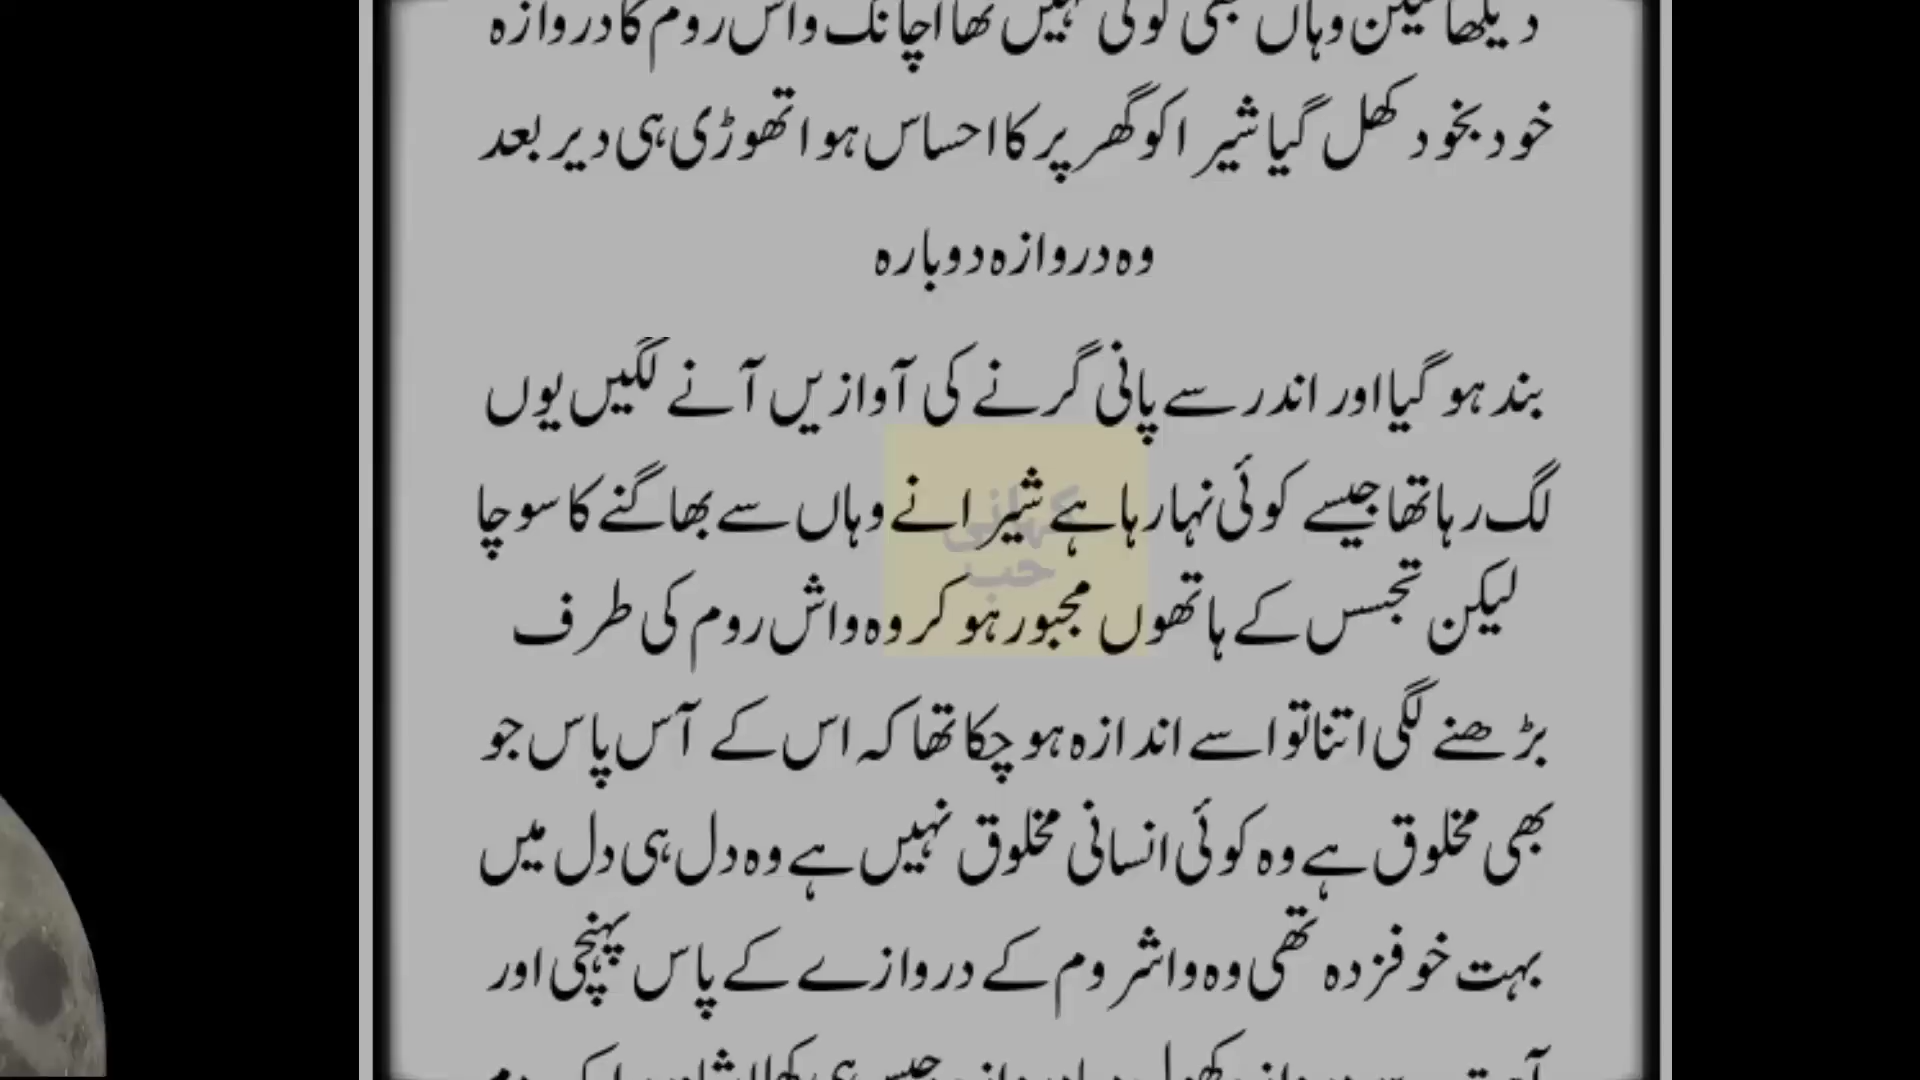 دیکھا لیکن وہاں بھی کوئی نہیں تھا اچانک واش روم کا دروازہ
خود بخود کھل گیا شیرا کو گھر پر کا احساس ہوا تھوڑی ہی دیر بعد
وہ دروازہ دوبارہ
بند ہو گیا اور اندر سے پانی گرنے کی آوازیں آنے لگیں یوں
لگ رہا تھا جیسے کوئی نہا رہا ہے شیرا نے وہاں سے بھاگنے کا سوچا
لیکن تجسس کے ہاتھوں مجبور ہو کر وہ واش روم کی طرف
بڑھنے لگی اتنا تو اسے اندازہ ہو چکا تھا کہ اس کے آس پاس جو
بھی مخلوق ہے وہ کوئی انسانی مخلوق نہیں ہے وہ دل ہی دل میں
بہت خوفزدہ تھی وہ واشروم کے دروازے کے پاس پہنچی اور
کہانی
حب